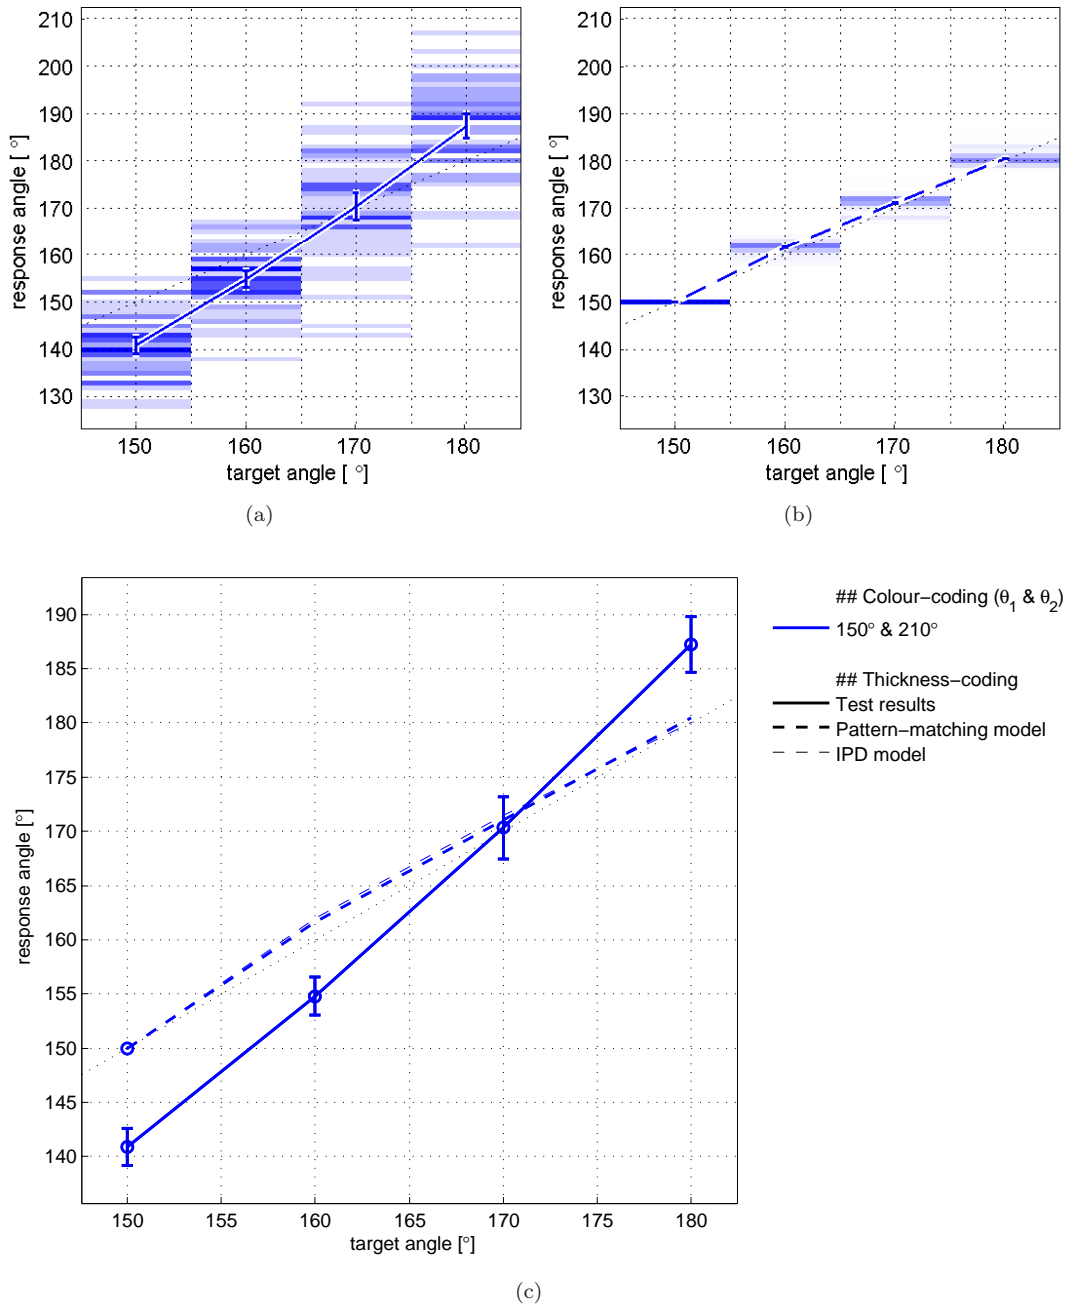 210
200
190
180
170
160
150
140
130
response angle [ °]
150 160 170 180
target angle [ °]
(a)
210
200
190
180
170
160
150
140
130
response angle [ °]
150 160 170 180
target angle [ °]
(b)
190
185
180
175
170
165
160
155
150
145
140
response angle [°]
150 155 160 165 170 175 180
target angle [°]
## Colour−coding (θ1 & θ2)
150° & 210°
## Thickness−coding
Test results
Pattern−matching model
IPD model
(c)